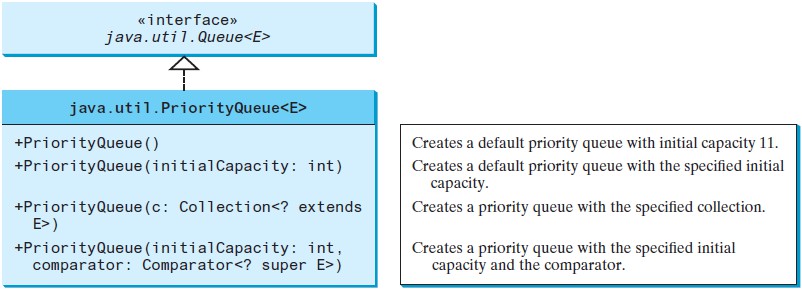 «interface»
java.util.Queue<E>
java.util.PriorityQueue<E>
+PriorityQueue()
+PriorityQueue(initialCapacity: int)
+PriorityQueue(c: Collection<? extends
E>)
+PriorityQueue(initialCapacity: int,
comparator: Comparator<? super E>)
Creates a default priority queue with initial capacity 11.
Creates a default priority queue with the specified initial
capacity.
Creates a priority queue with the specified collection.
Creates a priority queue with the specified initial
capacity and the comparator.